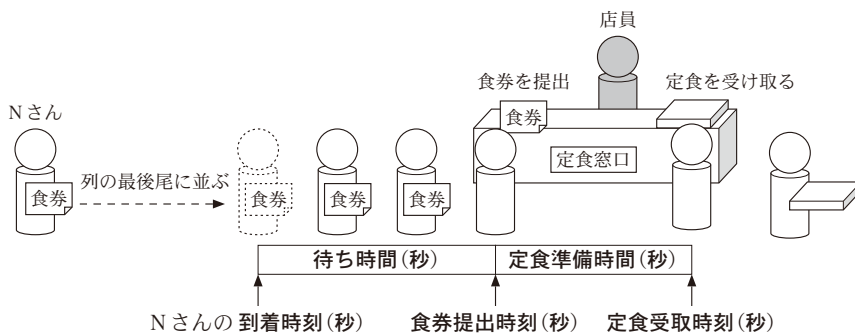 店員
食券を提出
定食を受け取る
Nさん
食券
列の最後尾に並ぶ
食券
食券
食券
食券
定食窓口
待ち時間(秒)
定食準備時間(秒)
Nさんの 到着時刻(秒)
食券提出時刻(秒)
定食受取時刻(秒)